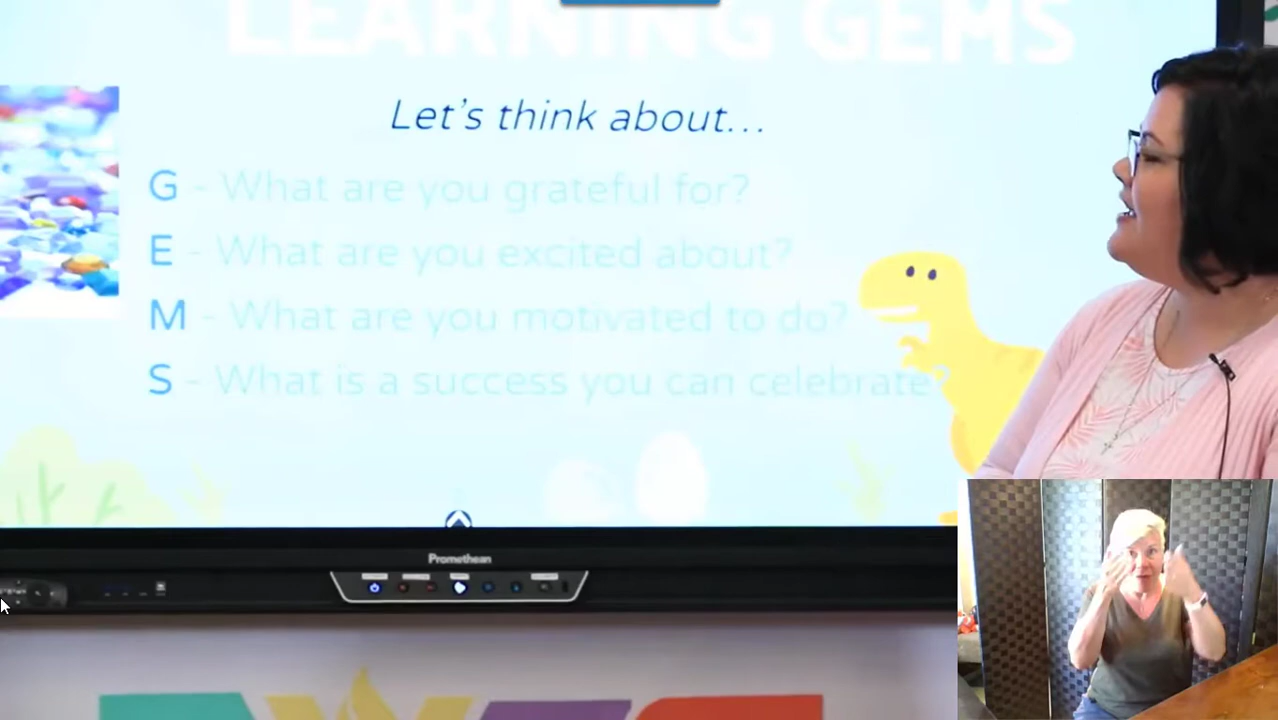 LEARNING GEMS
Let's think about...
G - What are you grateful for?
E - What are you excited about?
M - What are you motivated to do?
S - What is a success you can celebrate?
Promethean